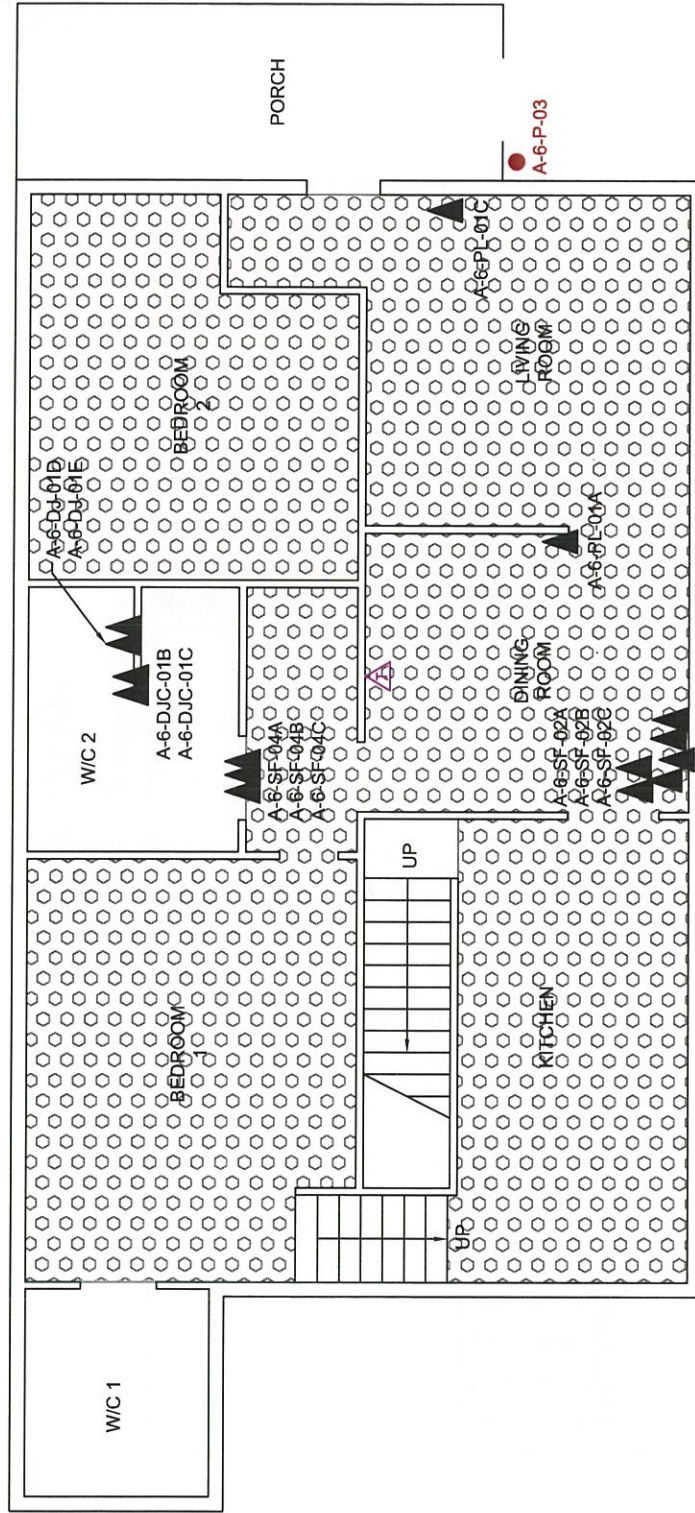 PORCH
A-6-P-03
A-6-DJ-01D
A-6-DJ-01E
BEDROOM
2
A-6-PL-01C
LIVING
ROOM
W/C 2
A-6-DJC-01B
A-6-DJC-01C
A-6-PL-01A
DINING
ROOM
A-6-SF-04A
A-6-SF-04B
A-6-SF-04C
A-6-SF-02A
A-6-SF-02B
A-6-SF-02C
UP
BEDROOM
1
KITCHEN
UP
W/C 1